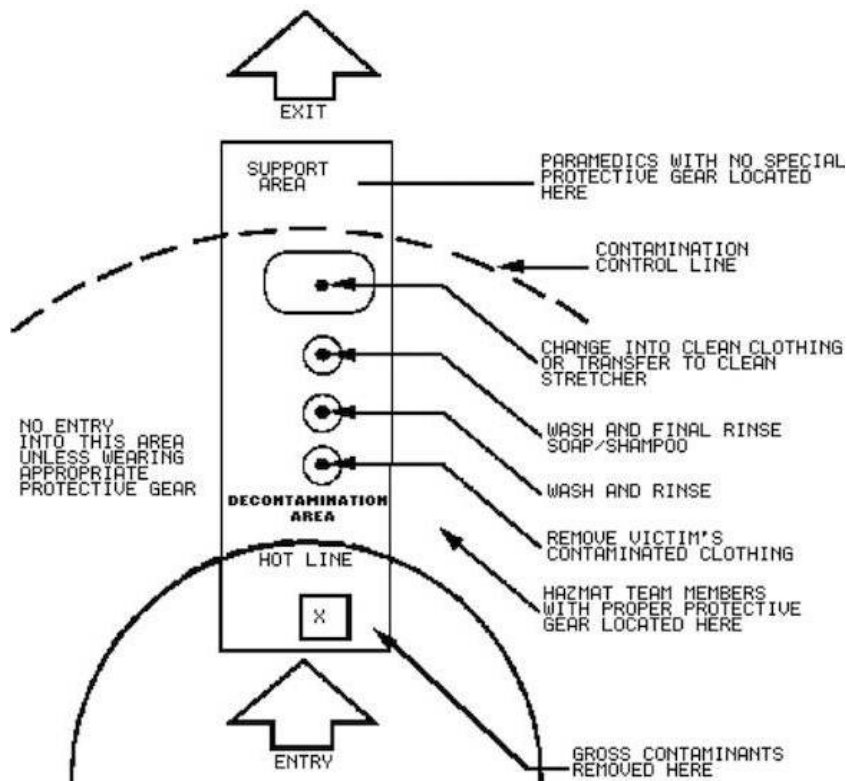 EXIT
SUPPORT
AREA
PARAMEDICS WITH NO SPECIAL
PROTECTIVE GEAR LOCATED
HERE
CONTAMINATION
CONTROL LINE
CHANGE INTO CLEAN CLOTHING
OR TRANSFER TO CLEAN
STRETCHER
WASH AND FINAL RINSE
SOAP/SHAMPOO
NO ENTRY
INTO THIS AREA
UNLESS WEARING
APPROPRIATE
PROTECTIVE GEAR
WASH AND RINSE
DECONTAMINATION
AREA
REMOVE VICTIM'S
CONTAMINATED CLOTHING
HOT LINE
HAZMAT TEAM MEMBERS
WITH PROPER PROTECTIVE
GEAR LOCATED HERE
X
ENTRY
GROSS CONTAMINANTS
REMOVED HERE